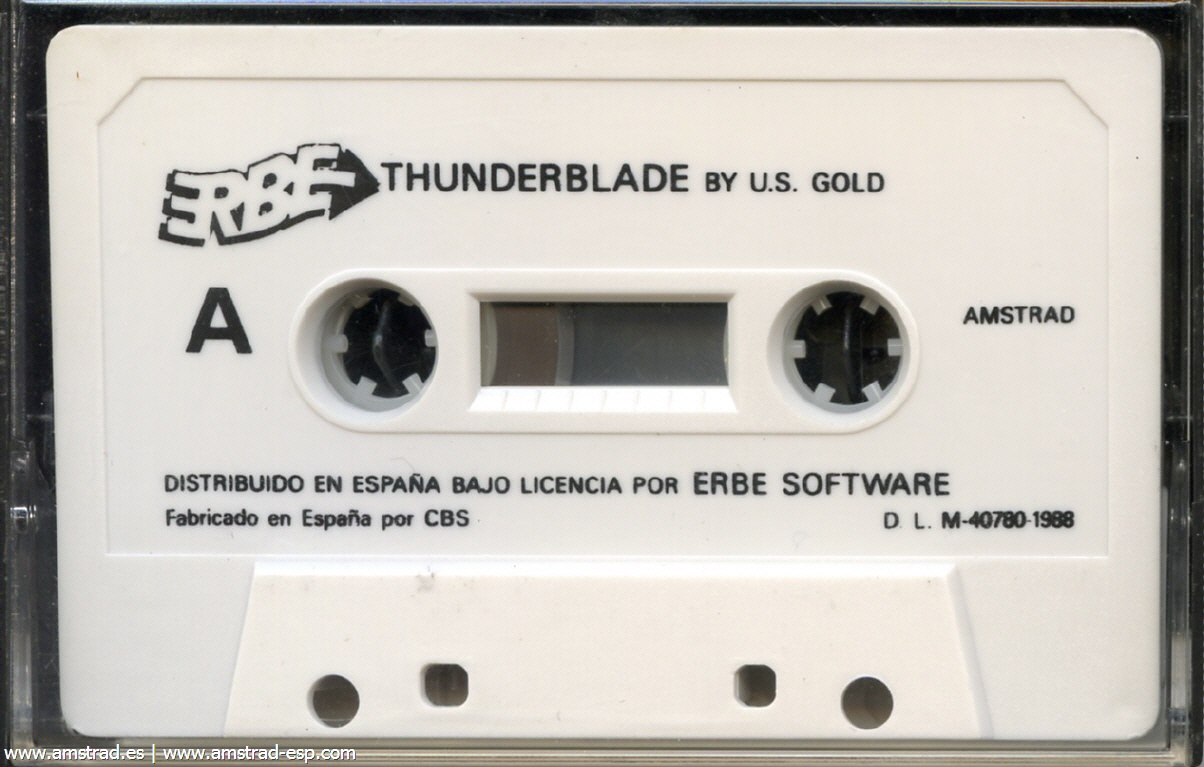 ERBE THUNDERBLADE BY U.S. GOLD
A
AMSTRAD
DISTRIBUIDO EN ESPAÑA BAJO LICENCIA POR ERBE SOFTWARE
Fabricado en España por CBS
D. L. M-40780-1988
www.amstrad.es | www.amstrad-esp.com